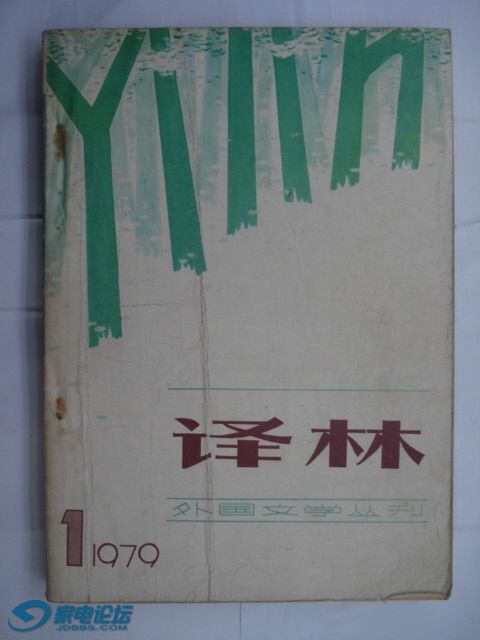 Yilin
译林
外国文学丛刊
1 1979
家电论坛
JDBBS.COM